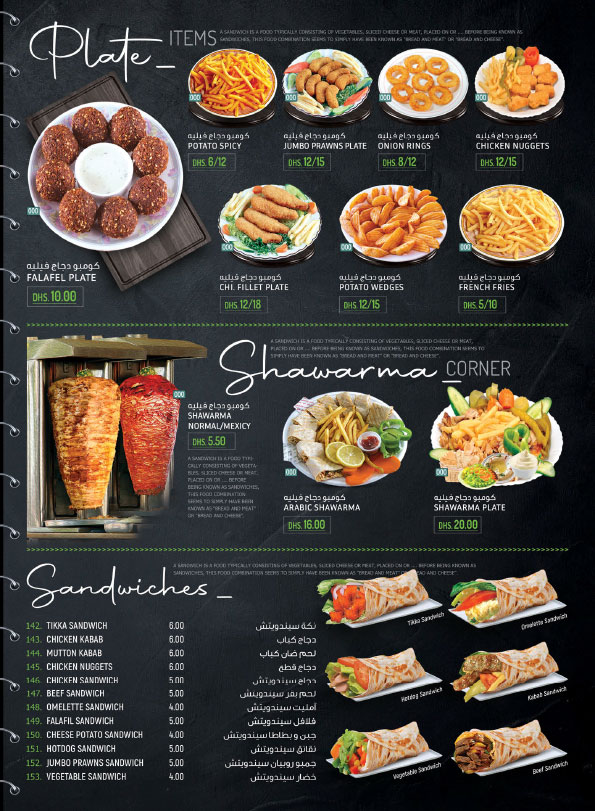 Plate_ ITEMS
A SANDWICH IS A FOOD TYPICALLY CONSISTING OF VEGETABLES, SLICED CHEESE OR MEAT, PLACED ON OR .... BEFORE BEING KNOWN AS
SANDWICHES, THIS FOOD COMBINATION SEEMS TO SIMPLY HAVE BEEN KNOWN AS "BREAD AND MEAT" OR "BREAD AND CHEESE".
000
كومبو دجاج فيليه
POTATO SPICY
DHS. 6/12
000
كومبو دجاج فيليه
JUMBO PRAWNS PLATE
DHS. 12/15
000
كومبو دجاج فيليه
ONION RINGS
DHS. 8/12
000
كومبو دجاج فيليه
CHICKEN NUGGETS
DHS. 12/15
000
كومبو دجاج فيليه
FALAFEL PLATE
DHS. 10.00
000
كومبو دجاج فيليه
CHI. FILLET PLATE
DHS. 12/18
000
كومبو دجاج فيليه
POTATO WEDGES
DHS. 12/15
000
كومبو دجاج فيليه
FRENCH FRIES
DHS. 5/10
A SANDWICH IS A FOOD TYPICALLY CONSISTING OF VEGETABLES, SLICED CHEESE OR MEAT,
PLACED ON OR .... BEFORE BEING KNOWN AS SANDWICHES, THIS FOOD COMBINATION SEEMS TO
SIMPLY HAVE BEEN KNOWN AS "BREAD AND MEAT" OR "BREAD AND CHEESE".
Shawarma_ CORNER
000
كومبو دجاج فيليه
SHAWARMA
NORMAL/MEXICY
DHS. 5.50
A SANDWICH IS A FOOD TYPI-
CALLY CONSISTING OF VEGETA-
BLES, SLICED CHEESE OR MEAT,
PLACED ON OR .... BEFORE
BEING KNOWN AS SANDWICHES,
THIS FOOD COMBINATION
SEEMS TO SIMPLY HAVE BEEN
KNOWN AS "BREAD AND MEAT"
OR "BREAD AND CHEESE".
000
كومبو دجاج فيليه
ARABIC SHAWARMA
DHS. 16.00
000
كومبو دجاج فيليه
SHAWARMA PLATE
DHS. 20.00
A SANDWICH IS A FOOD TYPICALLY CONSISTING OF VEGETABLES, SLICED CHEESE OR MEAT, PLACED ON OR .... BEFORE BEING KNOWN AS
SANDWICHES, THIS FOOD COMBINATION SEEMS TO SIMPLY HAVE BEEN KNOWN AS "BREAD AND MEAT" OR "BREAD AND CHEESE".
Sandwiches_
142. TIKKA SANDWICH 6.00 تكة سيندويتش
143. CHICKEN KABAB 6.00 دجاج كباب
144. MUTTON KABAB 6.00 لحم ضان كباب
145. CHICKEN NUGGETS 6.00 دجاج قطع
146. CHICKEN SANDWICH 5.00 دجاج سيندويتش
147. BEEF SANDWICH 5.00 لحم بقر سيندويتش
148. OMELETTE SANDWICH 4.00 أمليت سيندويتش
149. FALAFIL SANDWICH 5.00 فلافل سيندويتش
150. CHEESE POTATO SANDWICH 4.00 جبن و بطاطا سيندويتش
151. HOTDOG SANDWICH 5.00 نقانق سيندويتش
152. JUMBO PRAWNS SANDWICH 5.00 جمبو روبيان سيندويتش
153. VEGETABLE SANDWICH 4.00 خضار سيندويتش
Tikka Sandwich
Omelette Sandwich
Hotdog Sandwich
Kabab Sandwich
Vegetable Sandwich
Beef Sandwich